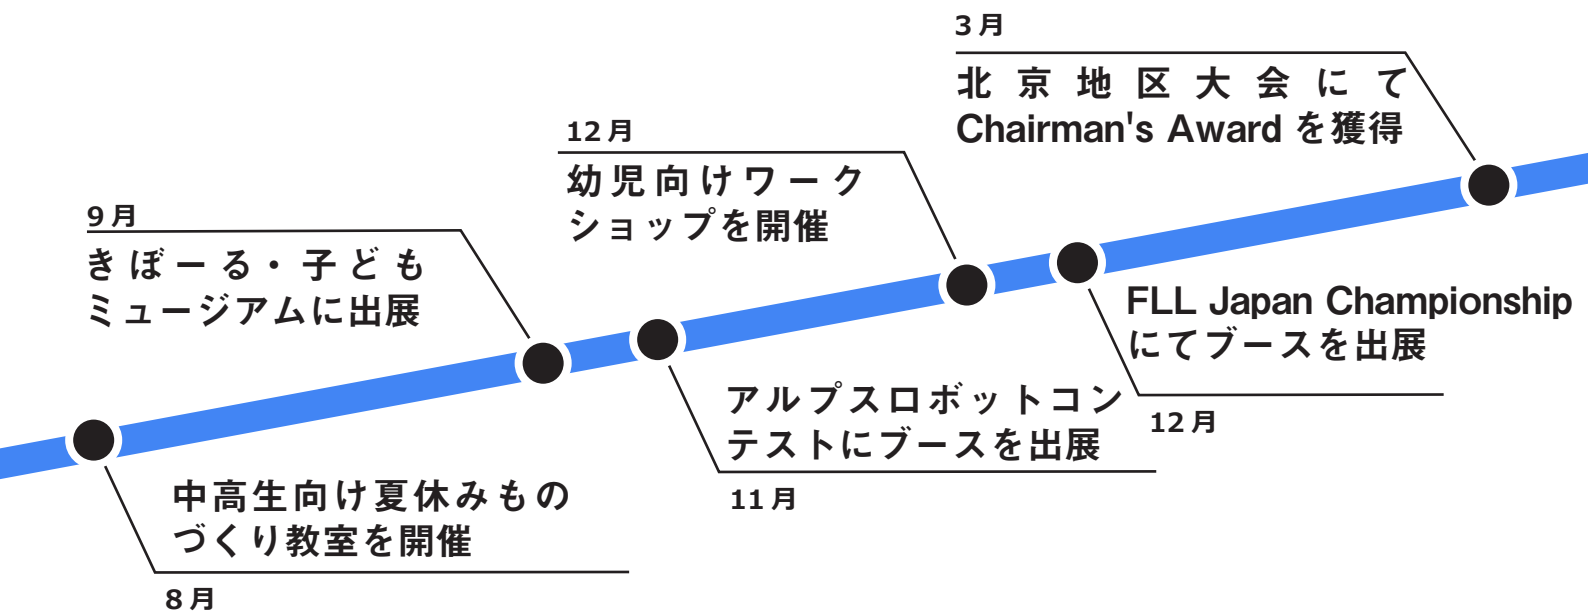 3月
北京地区大会にて
Chairman's Award を獲得
12月
幼児向けワーク
ショップを開催
9月
きぼーる・子ども
ミュージアムに出展
FLL Japan Championship
にてブースを出展
12月
アルプスロボットコン
テストにブースを出展
11月
中高生向け夏休みもの
づくり教室を開催
8月